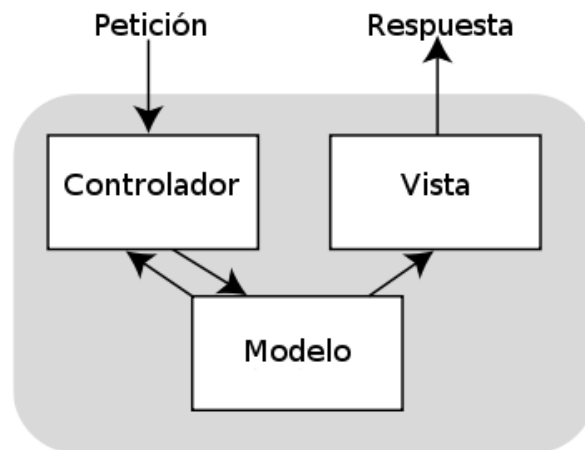 Petición
Respuesta
Controlador
Vista
Modelo